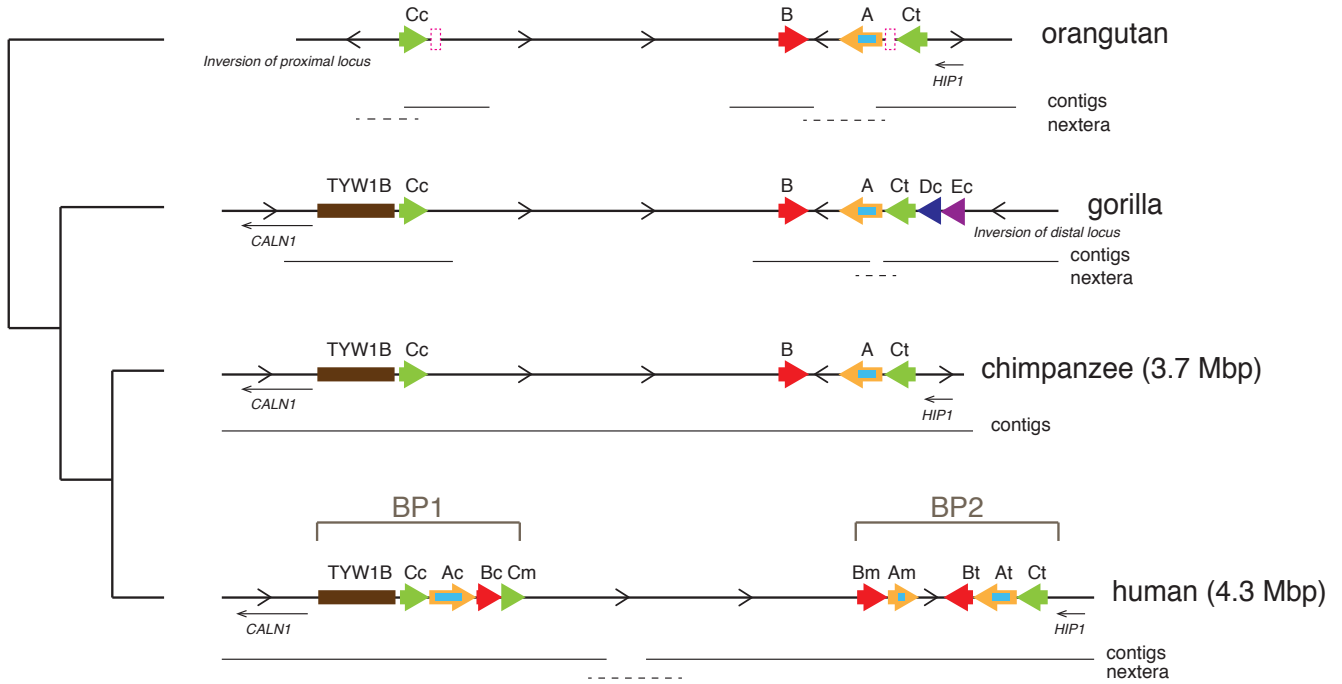 Cc B A Ct
orangutan
Inversion of proximal locus
HIP1
contigs
nextera
TYW1B Cc B A Ct Dc Ec
gorilla
CALN1
Inversion of distal locus
contigs
nextera
TYW1B Cc B A Ct
chimpanzee (3.7 Mbp)
CALN1
HIP1
contigs
BP1 BP2
TYW1B Cc Ac Bc Cm Bm Am Bt At Ct
human (4.3 Mbp)
CALN1
HIP1
contigs
nextera